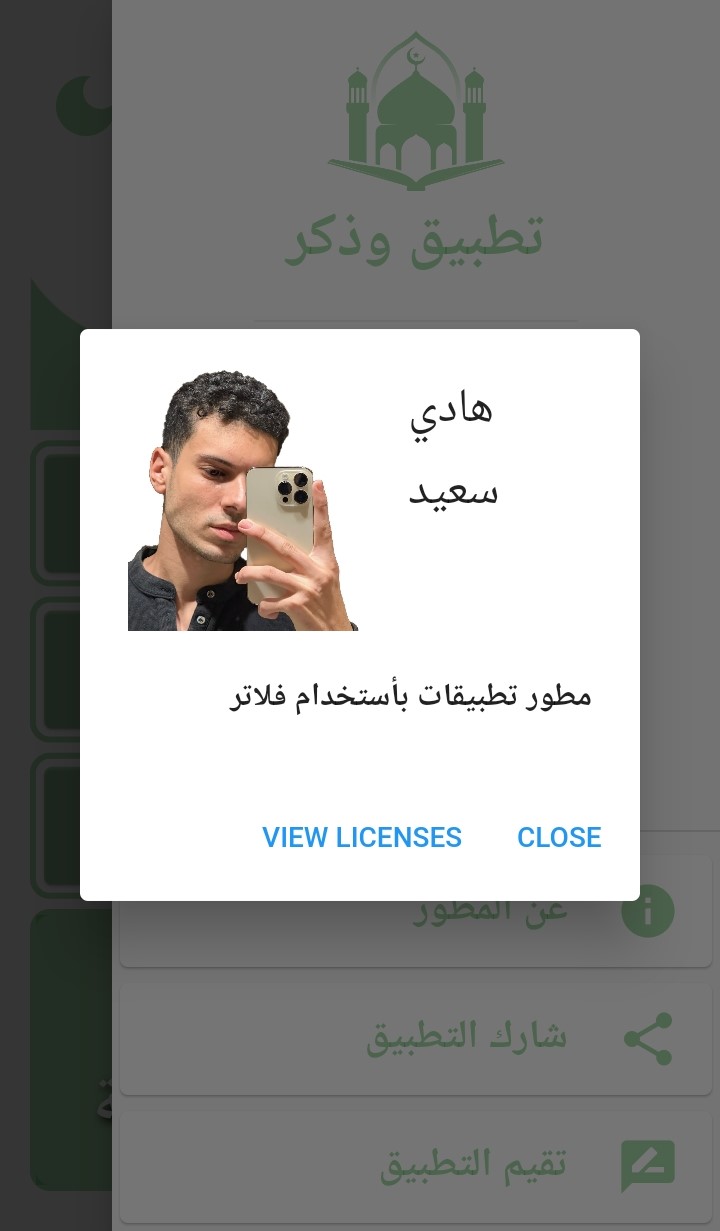 تطبيق وذكر
هادي
سعيد
مطور تطبيقات بأستخدام فلاتر
VIEW LICENSES
CLOSE
عن المطور
شارك التطبيق
تقيم التطبيق